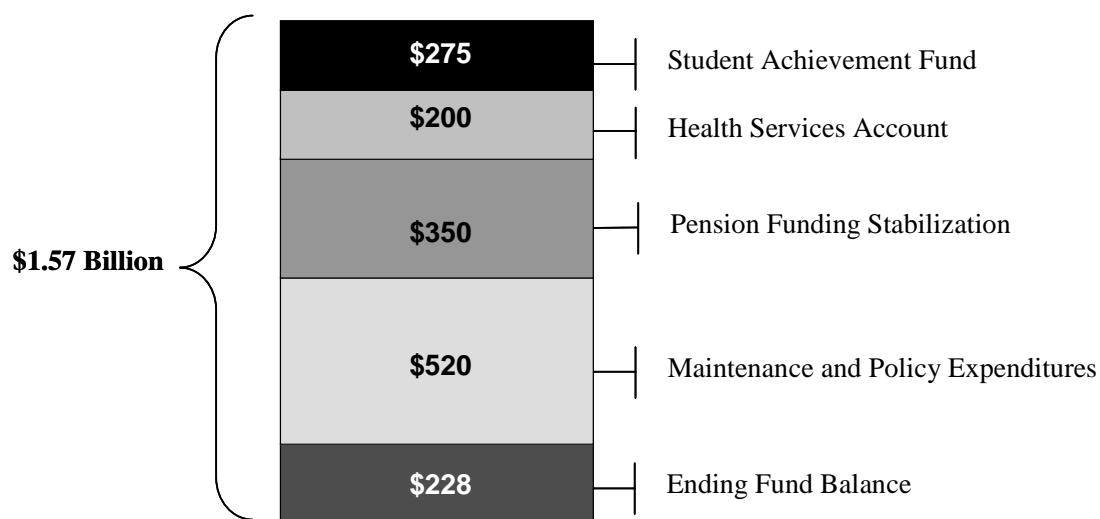 $275
Student Achievement Fund
$200
Health Services Account
$350
Pension Funding Stabilization
$1.57 Billion
$520
Maintenance and Policy Expenditures
$228
Ending Fund Balance